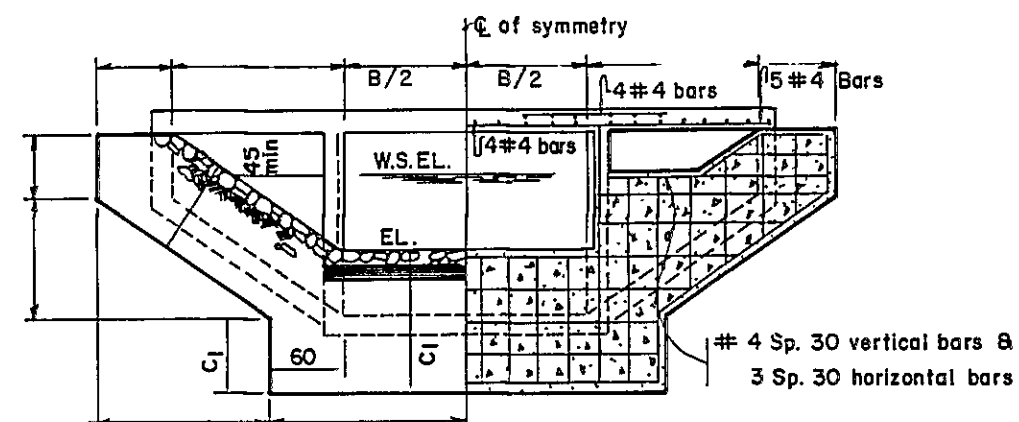 ℄ of symmetry
B/2
B/2
4#4 bars
5#4 Bars
45 min
4#4 bars
W.S.EL.
EL.
C1
60
C1
# 4 Sp. 30 vertical bars &
3 Sp. 30 horizontal bars